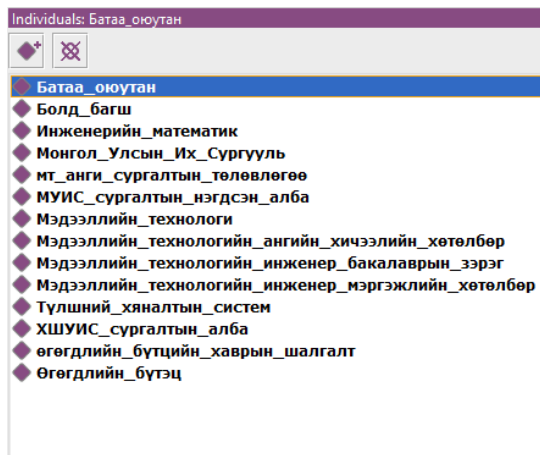 Individuals: Батаа_оюутан
Батаа_оюутан
Болд_багш
Инженерийн_математик
Монгол_Улсын_Их_Сургууль
мт_анги_сургалтын_төлөвлөгөө
МУИС_сургалтын_нэгдсэн_алба
Мэдээллийн_технологи
Мэдээллийн_технологийн_ангийн_хичээлийн_хөтөлбөр
Мэдээллийн_технологийн_инженер_бакалаврын_зэрэг
Мэдээллийн_технологийн_инженер_мэргэжлийн_хөтөлбөр
Түлшний_хяналтын_систем
ХШУИС_сургалтын_алба
өгөгдлийн_бүтцийн_хаврын_шалгалт
Өгөгдлийн_бүтэц